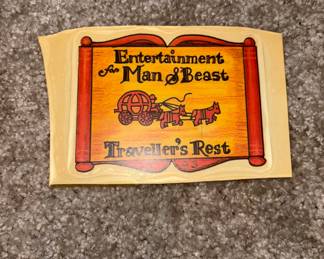 Entertainment
for Man & Beast
Traveller's Rest